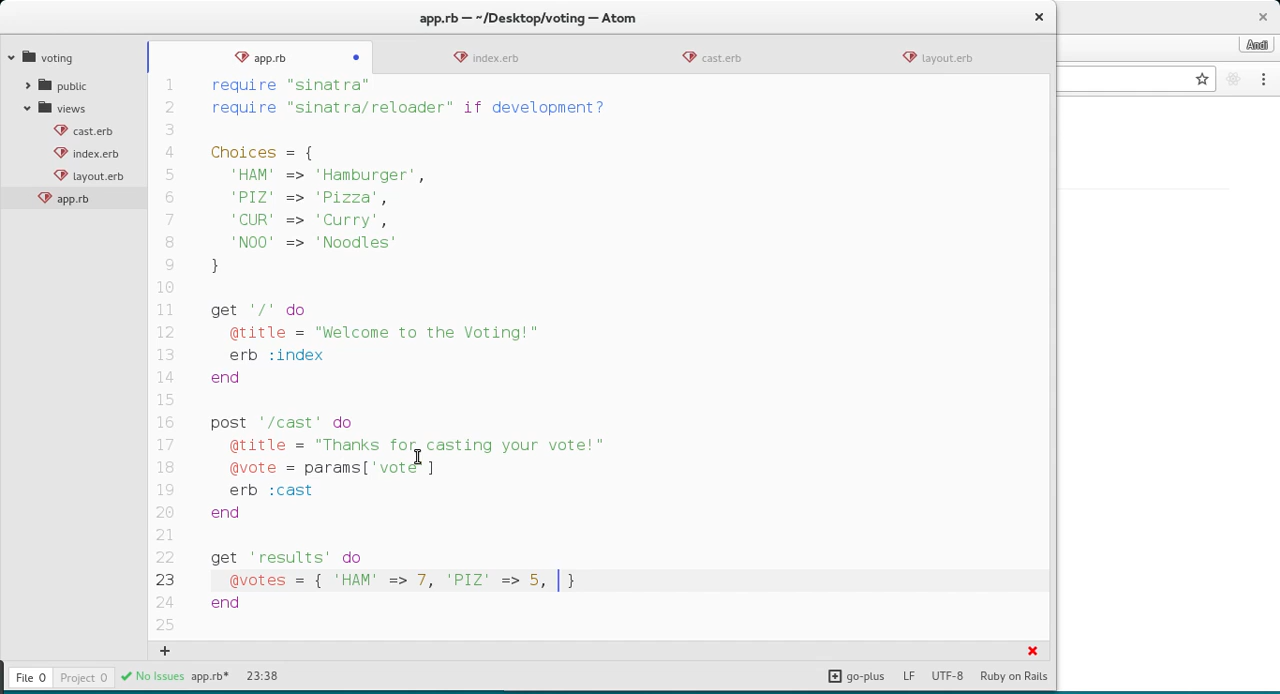 app.rb — ~/Desktop/voting — Atom
Andi
voting
public
views
cast.erb
index.erb
layout.erb
app.rb
app.rb index.erb cast.erb layout.erb
1 require "sinatra"
2 require "sinatra/reloader" if development?
3
4 Choices = {
5 'HAM' => 'Hamburger',
6 'PIZ' => 'Pizza',
7 'CUR' => 'Curry',
8 'NOO' => 'Noodles'
9 }
10
11 get '/' do
12 @title = "Welcome to the Voting!"
13 erb :index
14 end
15
16 post '/cast' do
17 @title = "Thanks for casting your vote!"
18 @vote = params['vote']
19 erb :cast
20 end
21
22 get 'results' do
23 @votes = { 'HAM' => 7, 'PIZ' => 5, }
24 end
25
File 0 Project 0 No Issues app.rb* 23:38 go-plus LF UTF-8 Ruby on Rails